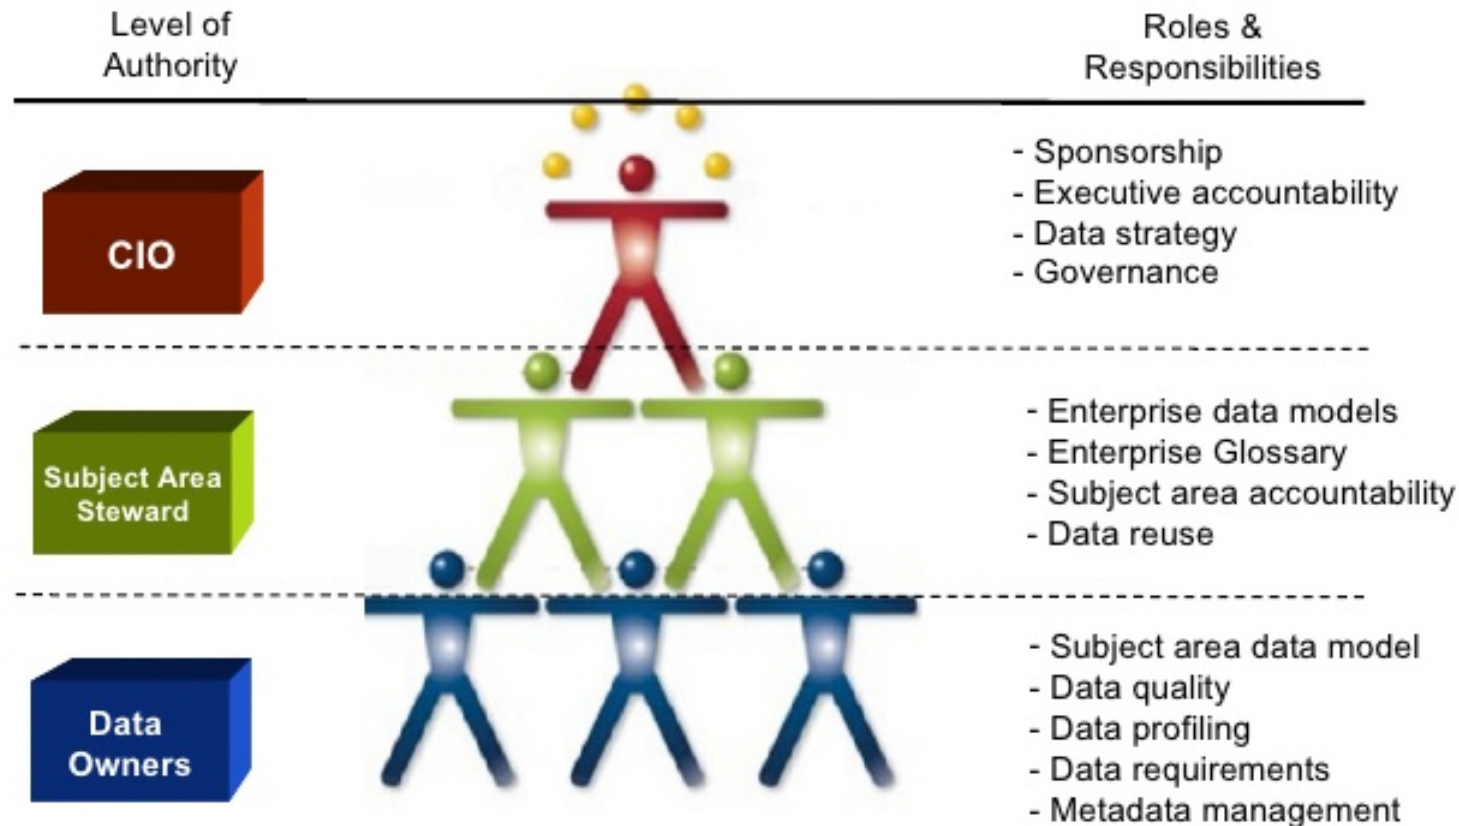 Level of
Authority
Roles &
Responsibilities
CIO
- Sponsorship
- Executive accountability
- Data strategy
- Governance
Subject Area
Steward
- Enterprise data models
- Enterprise Glossary
- Subject area accountability
- Data reuse
Data
Owners
- Subject area data model
- Data quality
- Data profiling
- Data requirements
- Metadata management